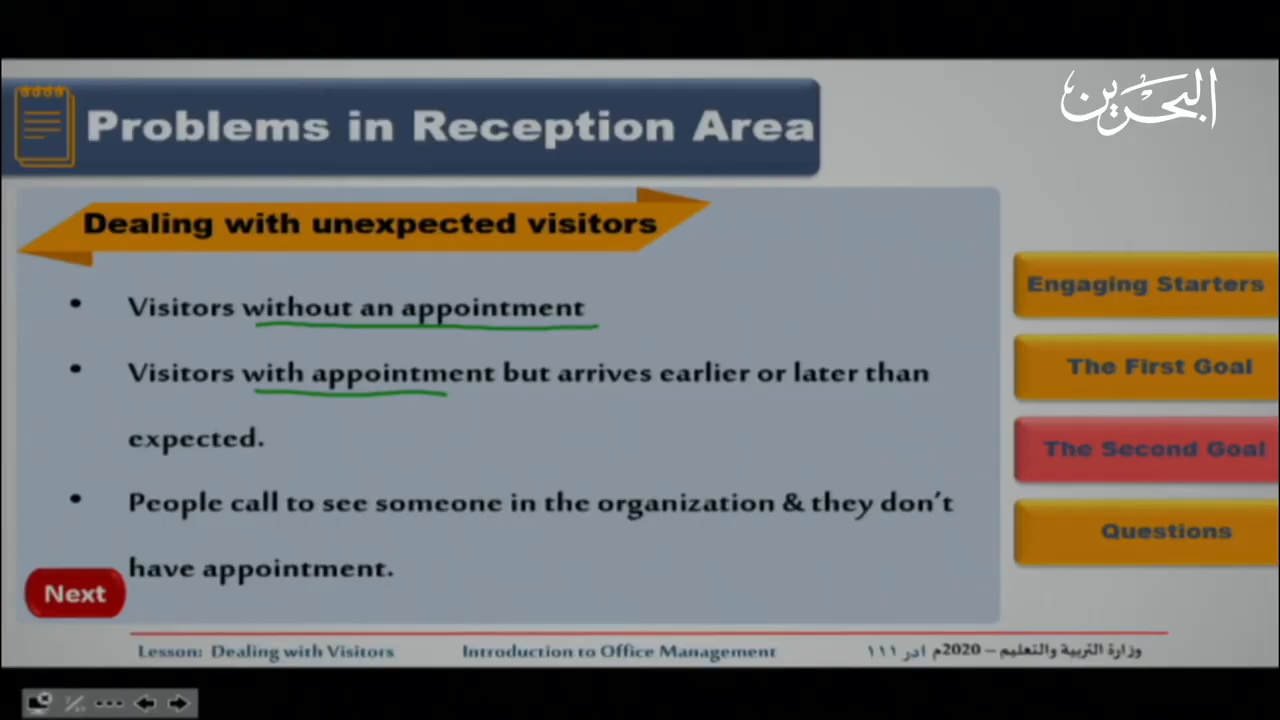 البحرين
Problems in Reception Area
Dealing with unexpected visitors
• Visitors without an appointment
• Visitors with appointment but arrives earlier or later than
expected.
• People call to see someone in the organization & they don't
have appointment.
Next
Engaging Starters
The First Goal
The Second Goal
Questions
Lesson: Dealing with Visitors Introduction to Office Management وزارة التربية والتعليم – 2020م ادر ١١١